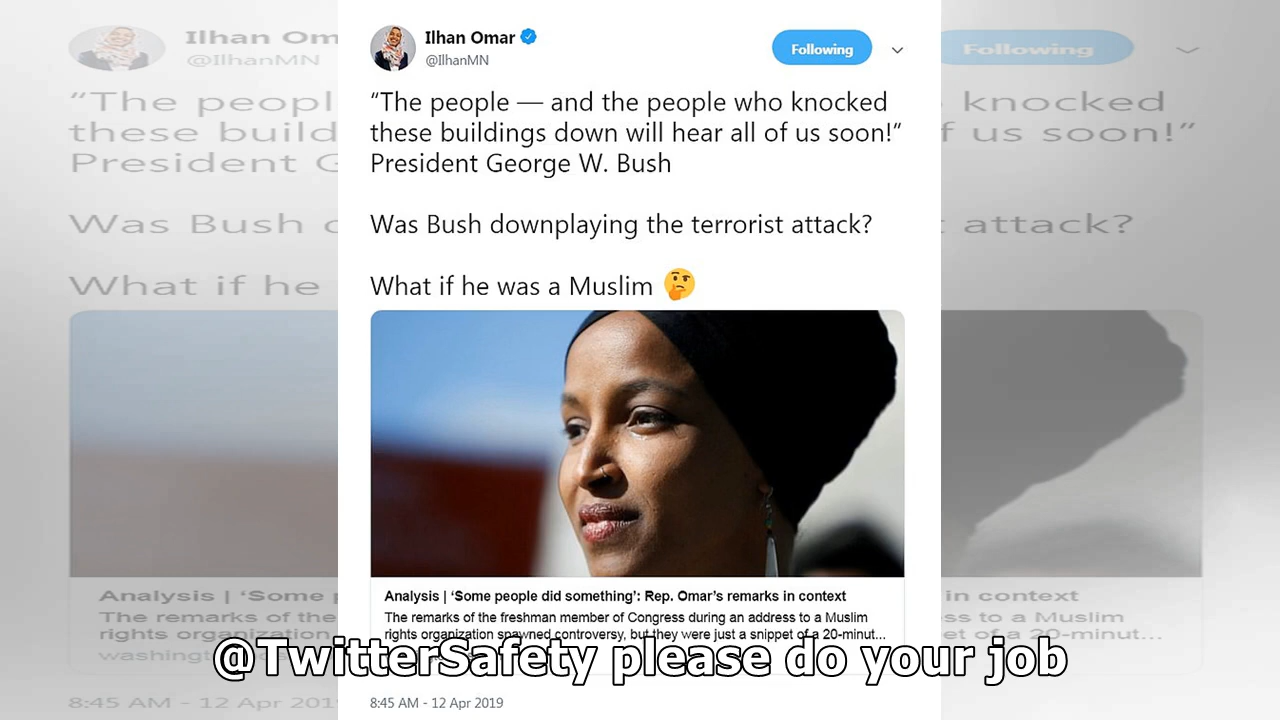 Ilhan Omar
@IlhanMN
Following
“The people — and the people who knocked
these buildings down will hear all of us soon!”
President George W. Bush
Was Bush downplaying the terrorist attack?
What if he was a Muslim 🤔
Analysis | ‘Some people did something’: Rep. Omar’s remarks in context
The remarks of the freshman member of Congress during an address to a Muslim
rights organization spawned controversy, but they were just a snippet of a 20-minut...
@TwitterSafety please do your job
8:45 AM - 12 Apr 2019